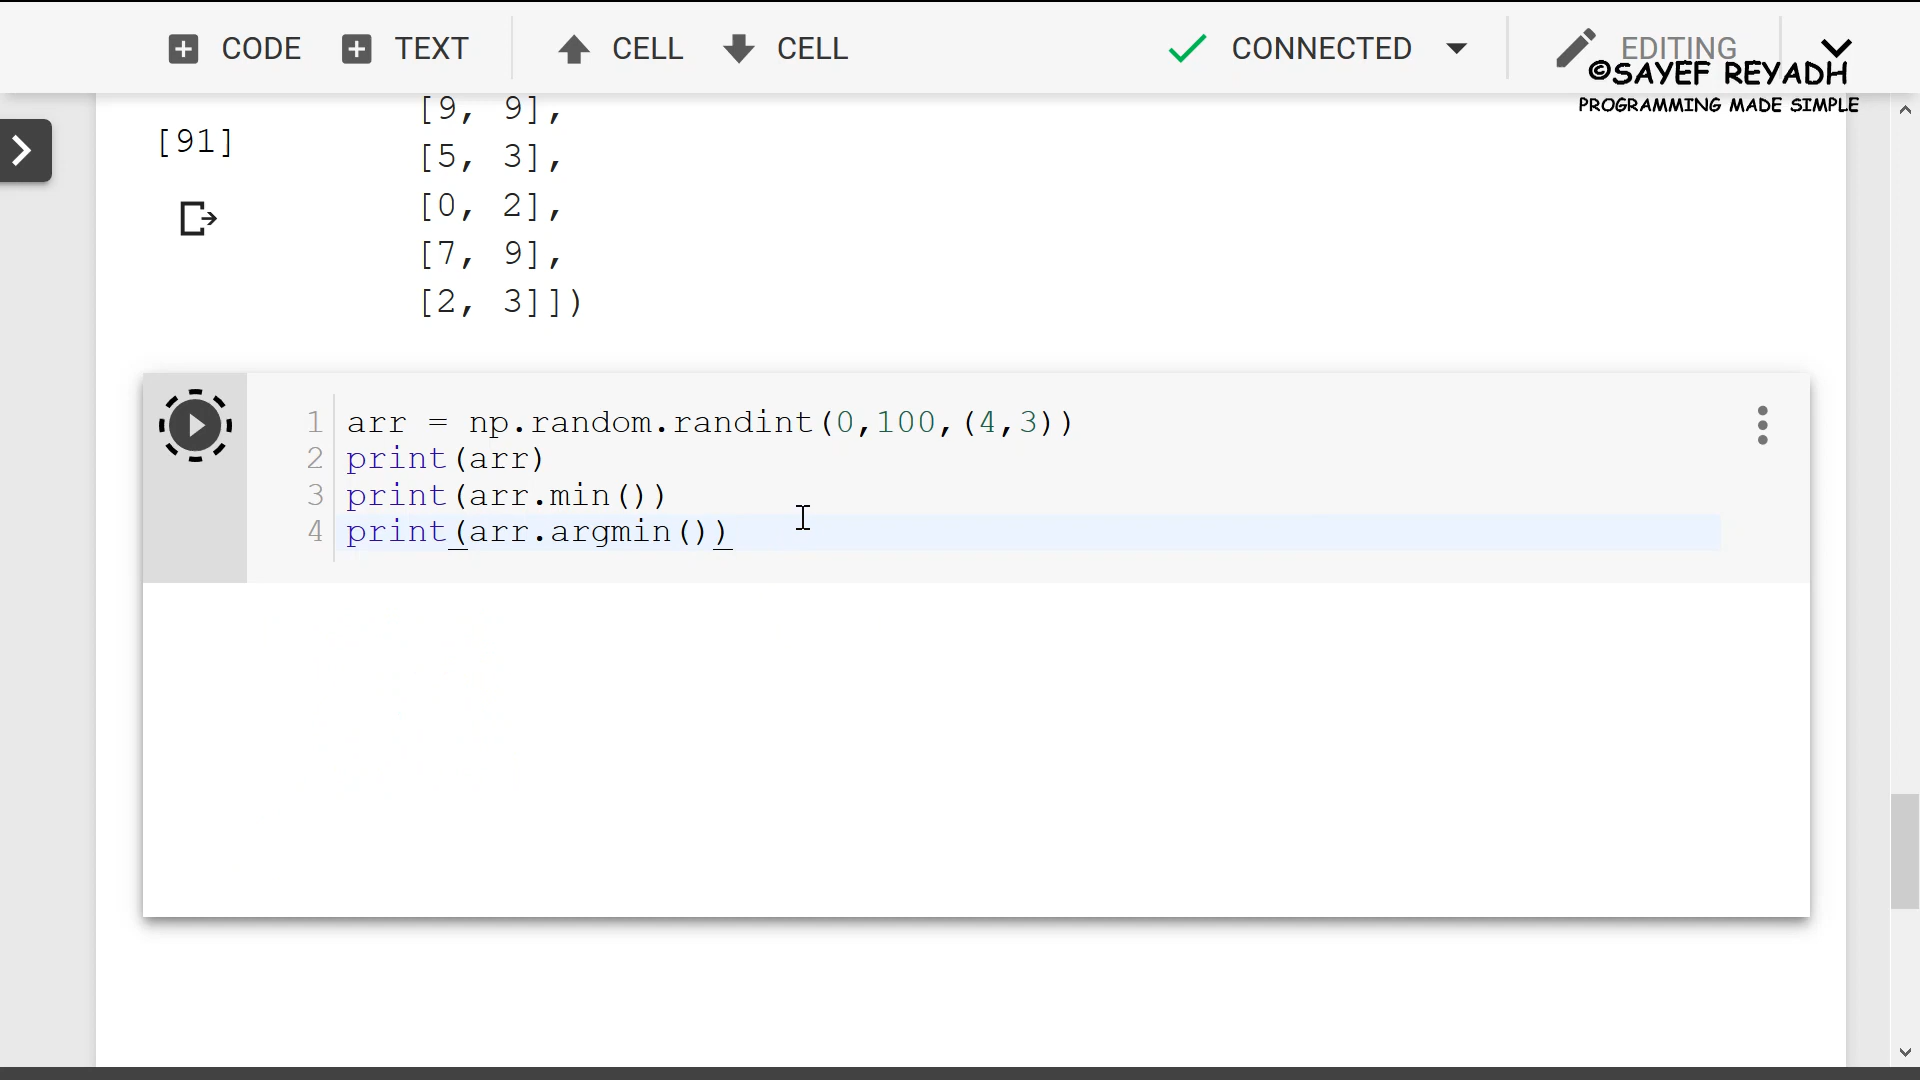 CODE TEXT CELL CELL CONNECTED EDITING
©SAYEF REYADH
PROGRAMMING MADE SIMPLE
[9, 9],
[91]
[5, 3],
[0, 2],
[7, 9],
[2, 3]])
1 arr = np.random.randint(0,100,(4,3))
2 print(arr)
3 print(arr.min())
4 print(arr.argmin())